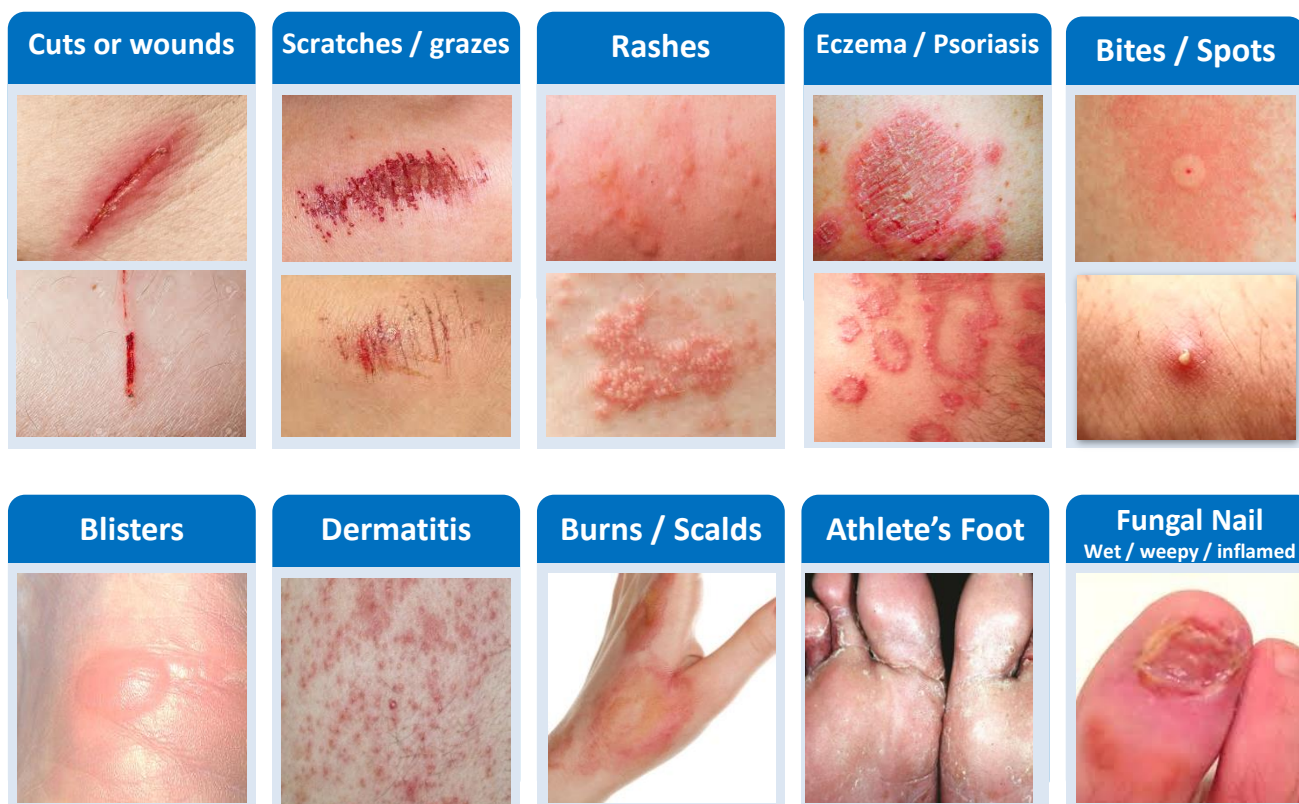 Cuts or wounds
Scratches / grazes
Rashes
Eczema / Psoriasis
Bites / Spots
Blisters
Dermatitis
Burns / Scalds
Athlete’s Foot
Fungal Nail
Wet / weepy / inflamed